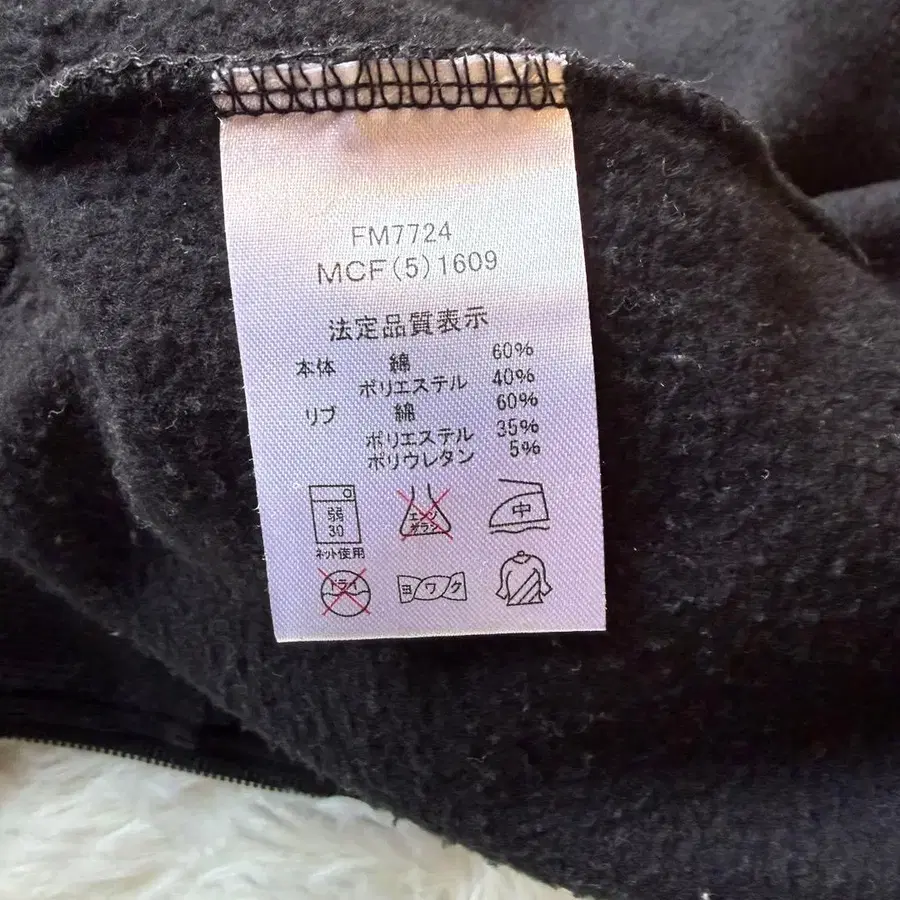 FM7724
MCF(5)1609
法定品質表示
本体 綿 60%
ポリエステル 40%
リブ 綿 60%
ポリエステル 35%
ポリウレタン 5%
弱
30
ネット使用
エンソ
サラシ
中
ドライ
ヨワク